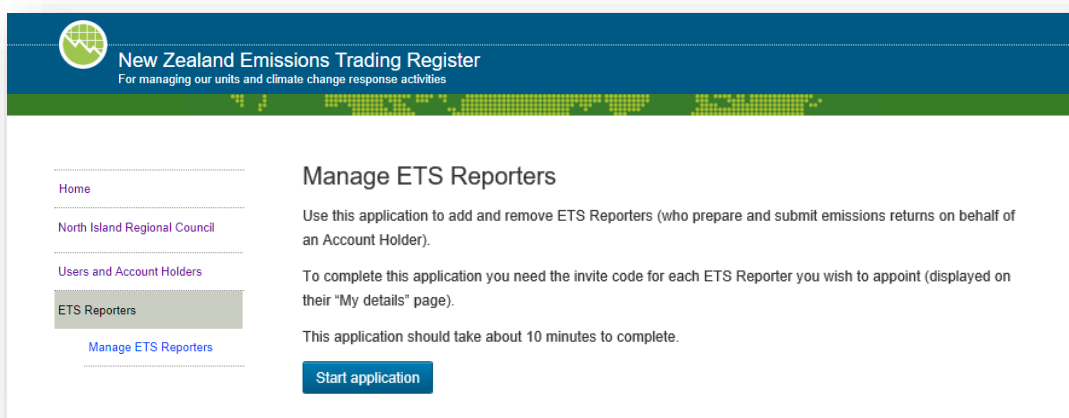 New Zealand Emissions Trading Register
For managing our units and climate change response activities
Home
North Island Regional Council
Users and Account Holders
ETS Reporters
Manage ETS Reporters
Manage ETS Reporters
Use this application to add and remove ETS Reporters (who prepare and submit emissions returns on behalf of
an Account Holder).
To complete this application you need the invite code for each ETS Reporter you wish to appoint (displayed on
their “My details” page).
This application should take about 10 minutes to complete.
Start application